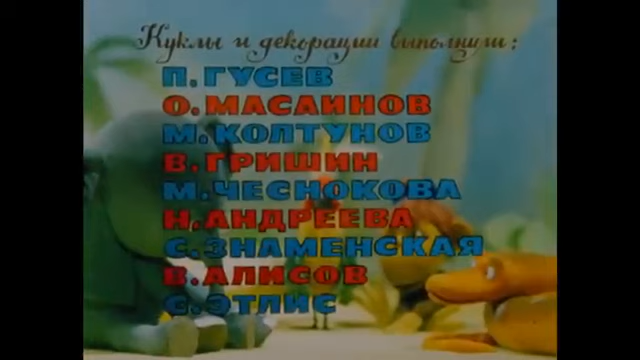 Куклы и декорации выполнили:
П. ГУСЕВ
О. МАСАИНОВ
М. КОЛТУНОВ
В. ГРИШИН
М. ЧЕСНОКОВА
Н. АНДРЕЕВА
С. ЗНАМЕНСКАЯ
В. АЛИСОВ
С. ЭТЛИС